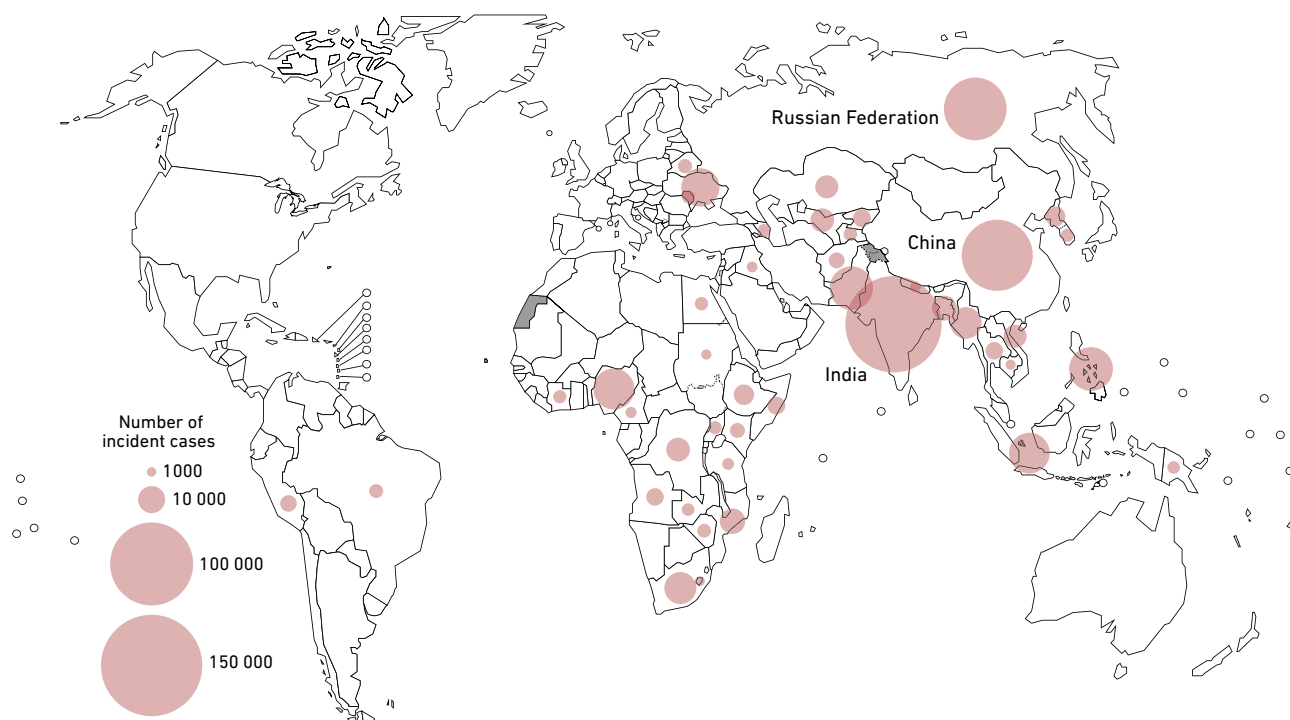 Russian Federation
China
India
Number of
incident cases
1000
10 000
100 000
150 000